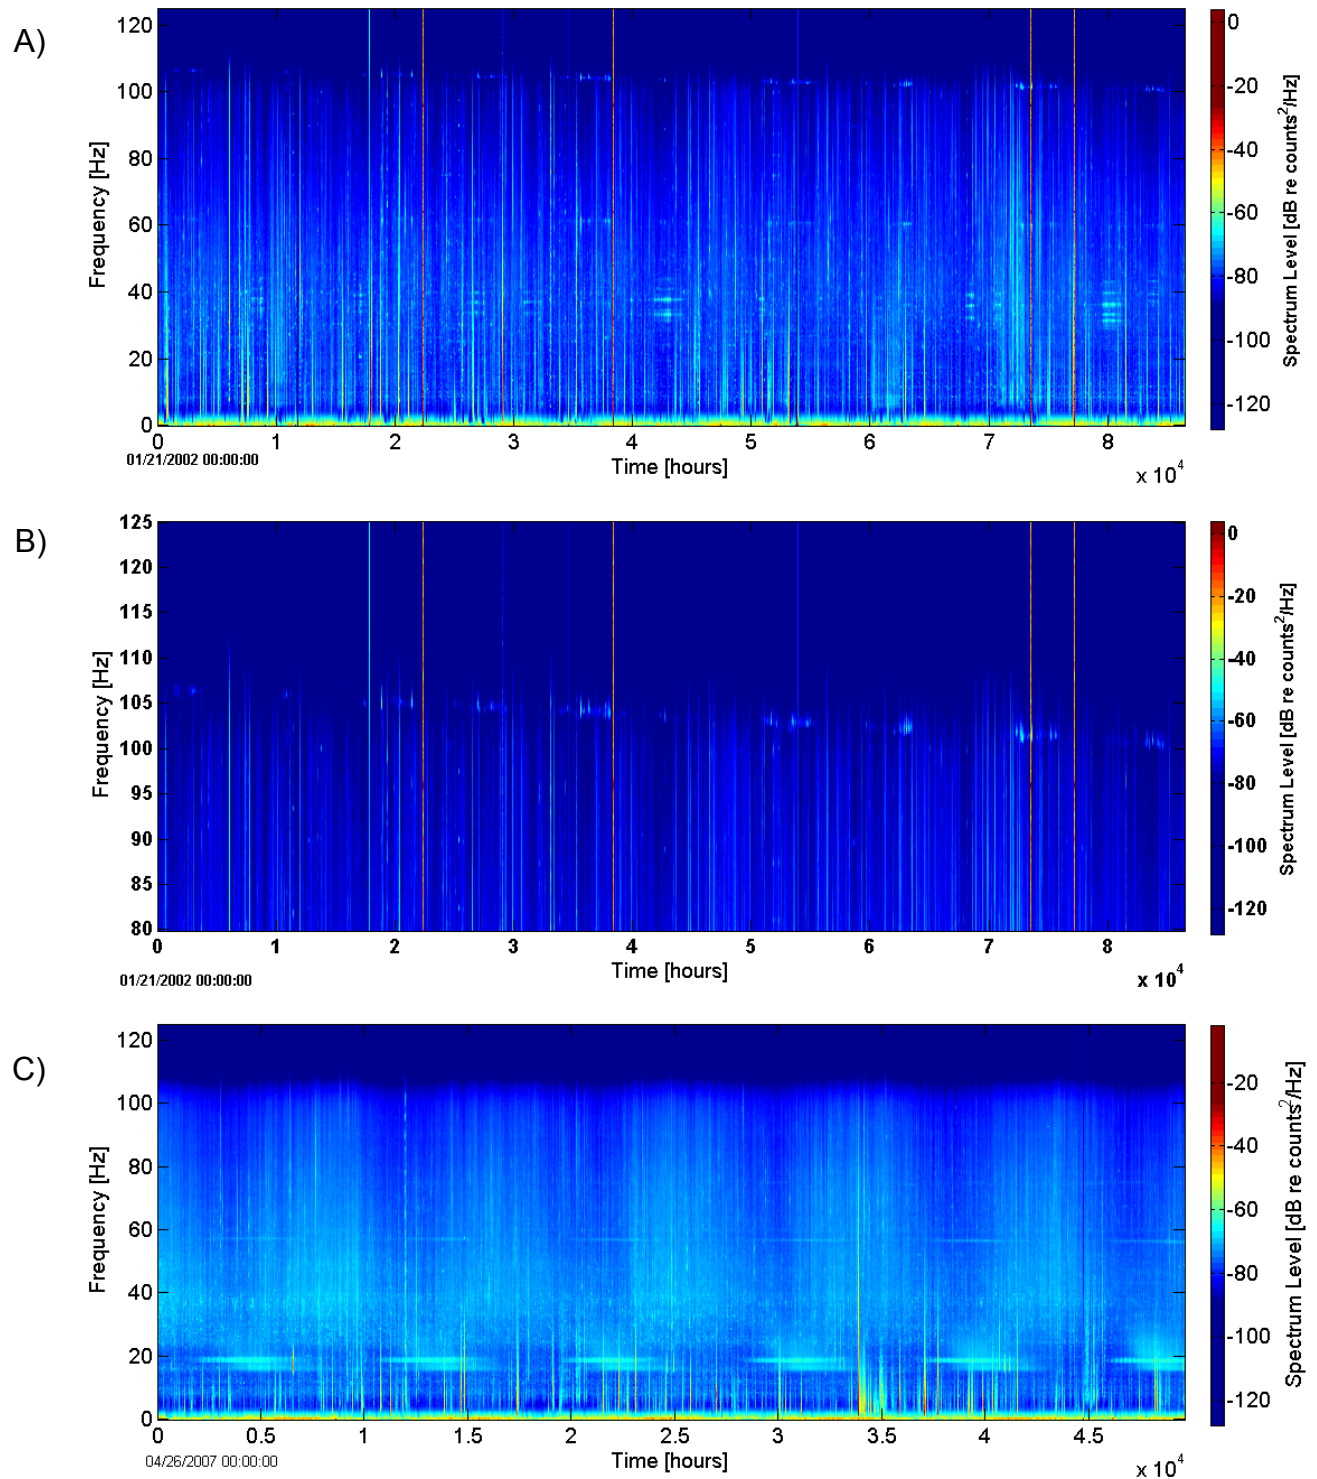 A)
Frequency [Hz]
120
100
80
60
40
20
0
0 1 2 3 4 5 6 7 8
01/21/2002 00:00:00
Time [hours]
x 10^4
0
-20
-40
-60
-80
-100
-120
Spectrum Level [dB re counts²/Hz]
B)
Frequency [Hz]
125
120
115
110
105
100
95
90
85
80
0 1 2 3 4 5 6 7 8
Time [hours]
01/21/2002 00:00:00
x 10^4
0
-20
-40
-60
-80
-100
-120
Spectrum Level [dB re counts²/Hz]
C)
Frequency [Hz]
120
100
80
60
40
20
0
0 0.5 1 1.5 2 2.5 3 3.5 4 4.5
04/26/2007 00:00:00
Time [hours]
x 10^4
-20
-40
-60
-80
-100
-120
Spectrum Level [dB re counts²/Hz]